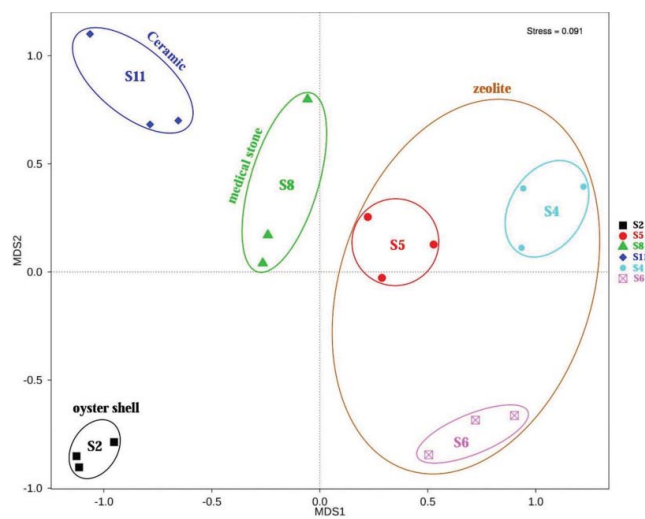 Stress = 0.091
Ceramic
S11
zeolite
medical stone
S8
S4
S5
oyster shell
S2
S6
S2
S5
S8
S11
S4
S6
MDS2
1.0
0.5
0.0
-0.5
-1.0
-1.0
-0.5
0.0
0.5
1.0
MDS1